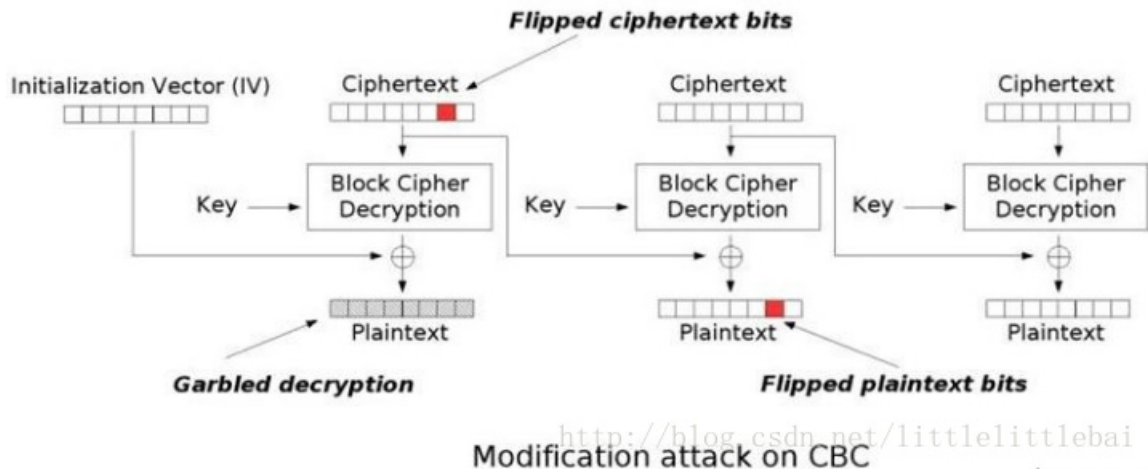 Flipped ciphertext bits
Initialization Vector (IV)
Ciphertext
Ciphertext
Ciphertext
Key
Block Cipher
Decryption
Key
Block Cipher
Decryption
Key
Block Cipher
Decryption
Plaintext
Plaintext
Plaintext
Garbled decryption
Flipped plaintext bits
http://blog.csdn.net/littlelittlebai
Modification attack on CBC